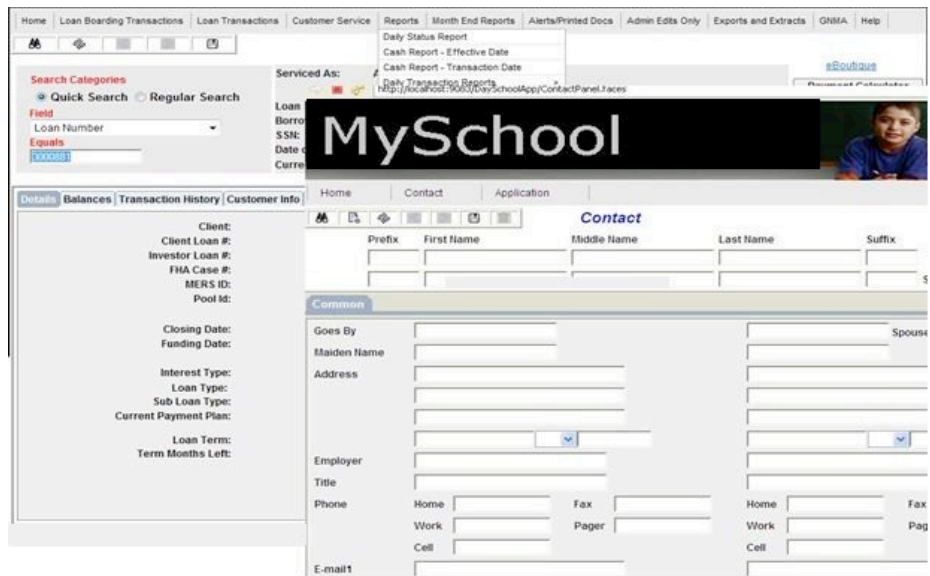 Home Loan Boarding Transactions Loan Transactions Customer Service Reports Month End Reports Alerts/Printed Docs Admin Edits Only Exports and Extracts GNMA Help
Daily Status Report
Cash Report - Effective Date
Cash Report - Transaction Date
Daily Transaction Reports
eBoutique
Payment Calculator
Search Categories
Quick Search Regular Search
Field
Loan Number
Equals
0000881
Serviced As: A
Loan
Borro
SSN:
Date o
Curre
http://localhost:9083/DaySchoolApp/ContactPanel.faces
MySchool
Home Contact Application
Contact
Prefix First Name Middle Name Last Name Suffix
S
Details Balances Transaction History Customer Info
Client:
Client Loan #:
Investor Loan #:
FHA Case #:
MERS ID:
Pool Id:
Closing Date:
Funding Date:
Interest Type:
Loan Type:
Sub Loan Type:
Current Payment Plan:
Loan Term:
Term Months Left:
Common
Goes By Spouse
Maiden Name
Address
Employer
Title
Phone Home Fax Home Fax
Work Pager Work Pag
Cell Cell
E-mail1